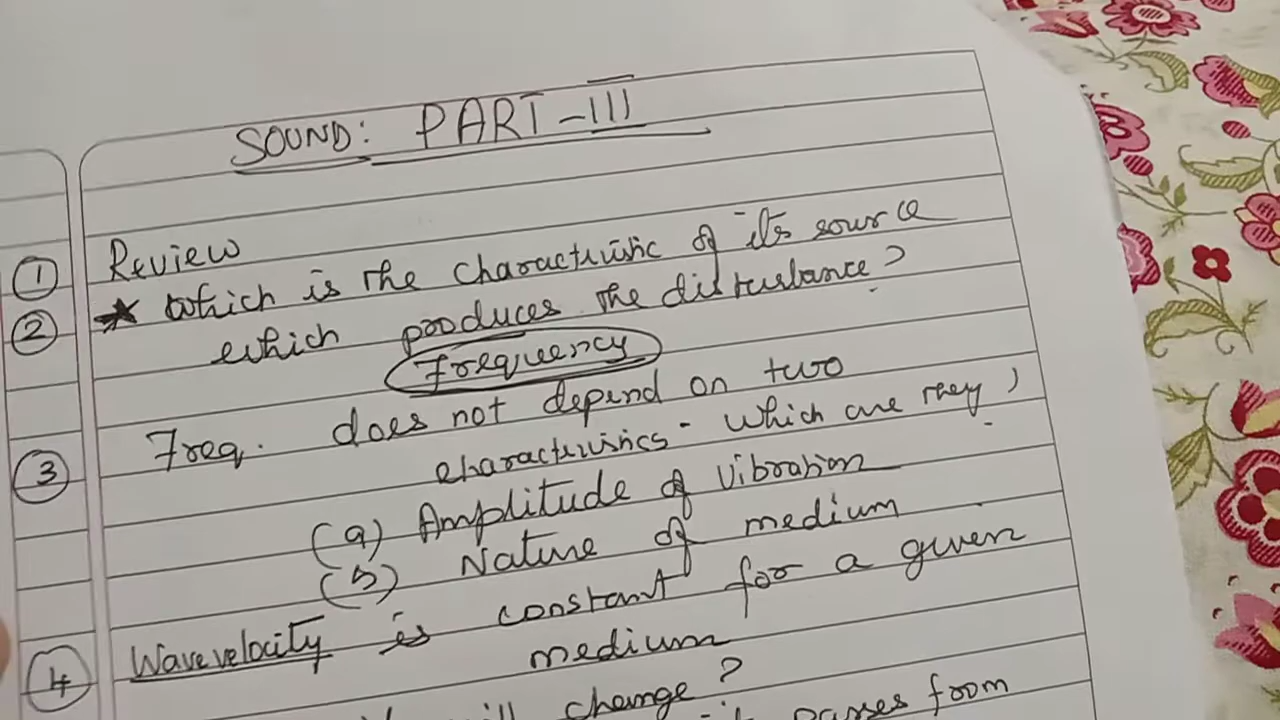 SOUND: PART-III
① Review
② * Which is the characteristic of its source
which produces the disturbance?
Frequency
③ Freq. does not depend on two
characteristics - Which are they?
(a) Amplitude of Vibration
(b) Nature of medium
④ Wavevelocity is constant for a given
medium
will change?
passes from